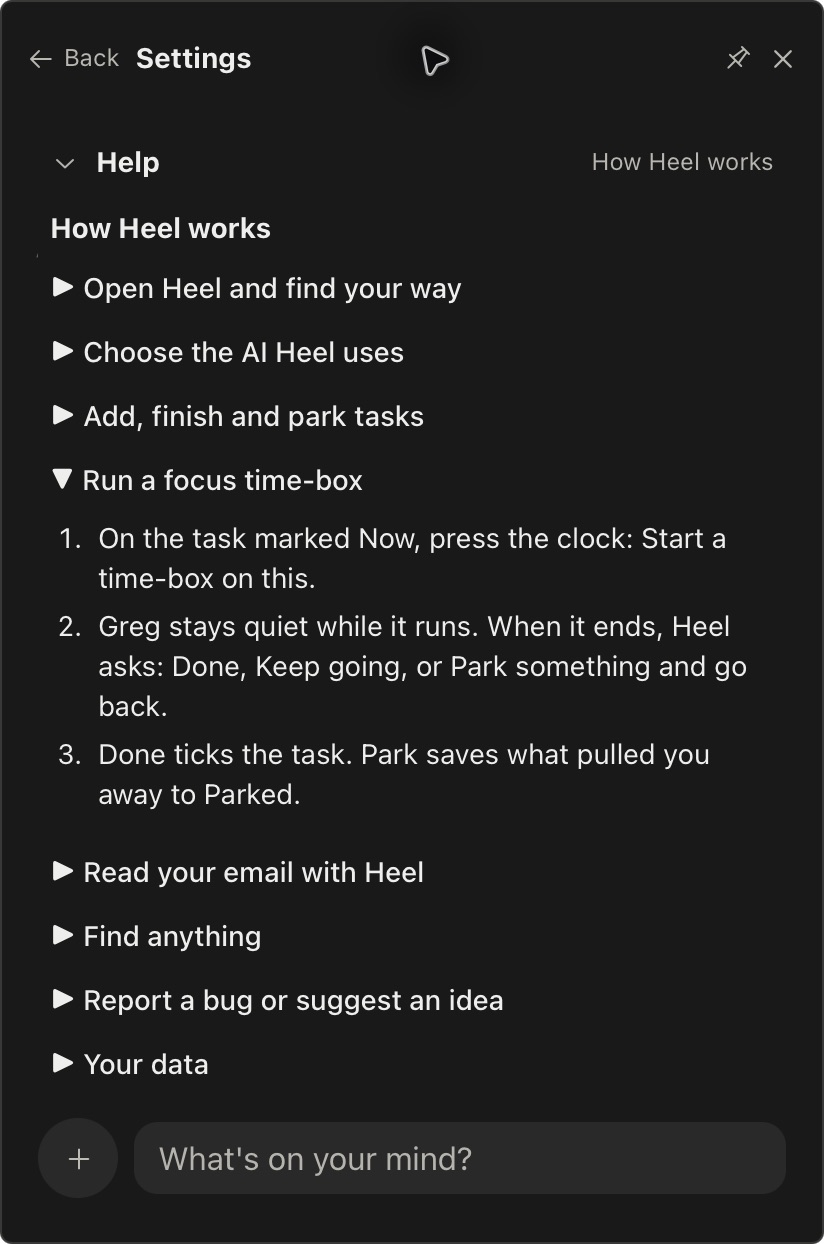 Back Settings
Help How Heel works
How Heel works
Open Heel and find your way
Choose the AI Heel uses
Add, finish and park tasks
Run a focus time-box
1. On the task marked Now, press the clock: Start a
time-box on this.
2. Greg stays quiet while it runs. When it ends, Heel
asks: Done, Keep going, or Park something and go
back.
3. Done ticks the task. Park saves what pulled you
away to Parked.
Read your email with Heel
Find anything
Report a bug or suggest an idea
Your data
What's on your mind?